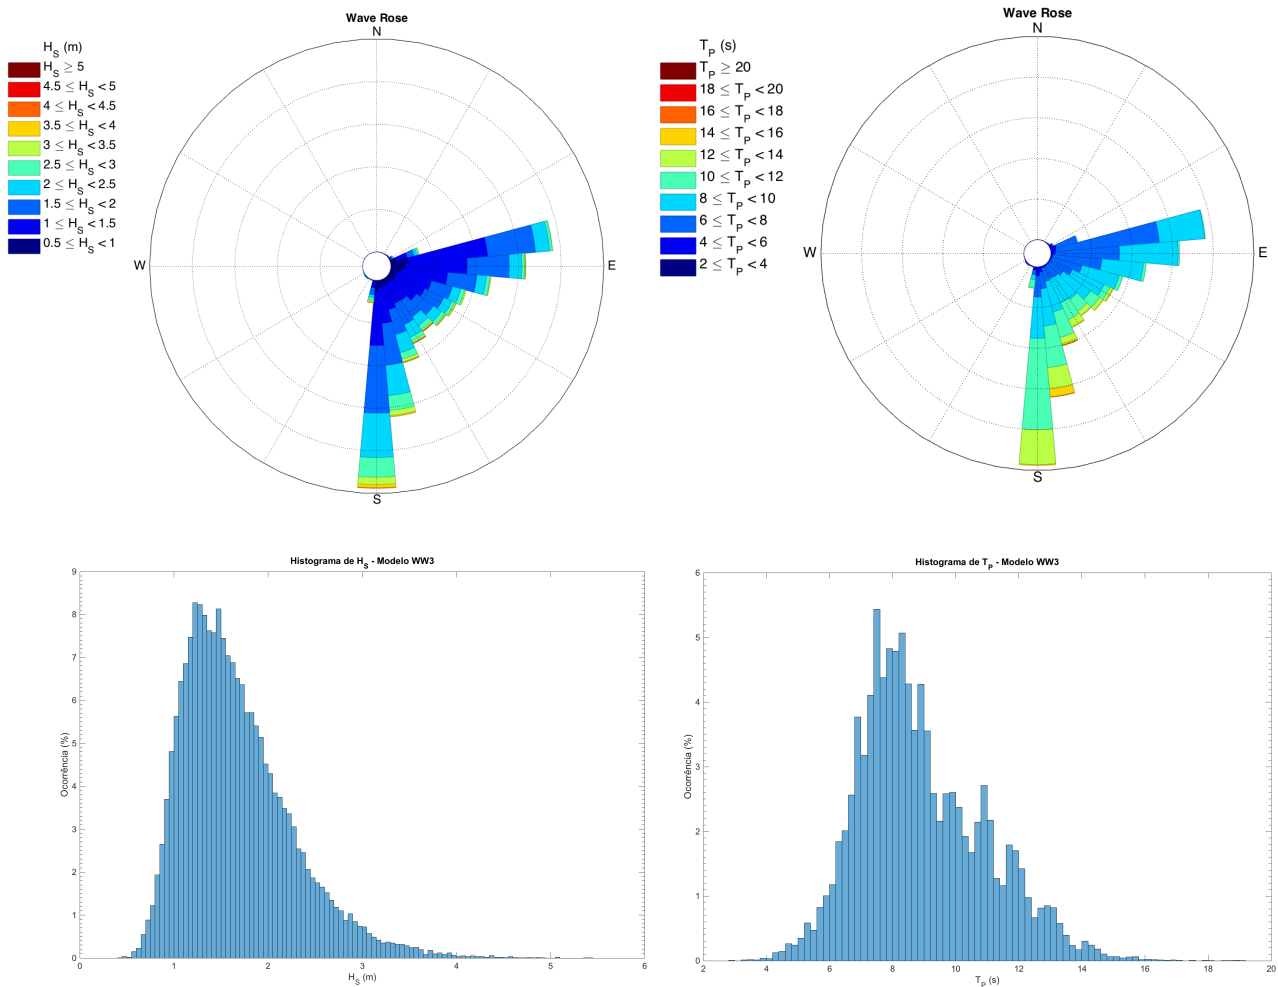 Wave Rose
N
W
E
S
H_S (m)
H_S ≥ 5
4.5 ≤ H_S < 5
4 ≤ H_S < 4.5
3.5 ≤ H_S < 4
3 ≤ H_S < 3.5
2.5 ≤ H_S < 3
2 ≤ H_S < 2.5
1.5 ≤ H_S < 2
1 ≤ H_S < 1.5
0.5 ≤ H_S < 1
Wave Rose
N
W
E
S
T_P (s)
T_P ≥ 20
18 ≤ T_P < 20
16 ≤ T_P < 18
14 ≤ T_P < 16
12 ≤ T_P < 14
10 ≤ T_P < 12
8 ≤ T_P < 10
6 ≤ T_P < 8
4 ≤ T_P < 6
2 ≤ T_P < 4
Histograma de H_S - Modelo WW3
Ocorrência (%)
9
8
7
6
5
4
3
2
1
0
0 1 2 3 4 5 6
H_S (m)
Histograma de T_P - Modelo WW3
Ocorrência (%)
6
5
4
3
2
1
0
2 4 6 8 10 12 14 16 18 20
T_P (s)